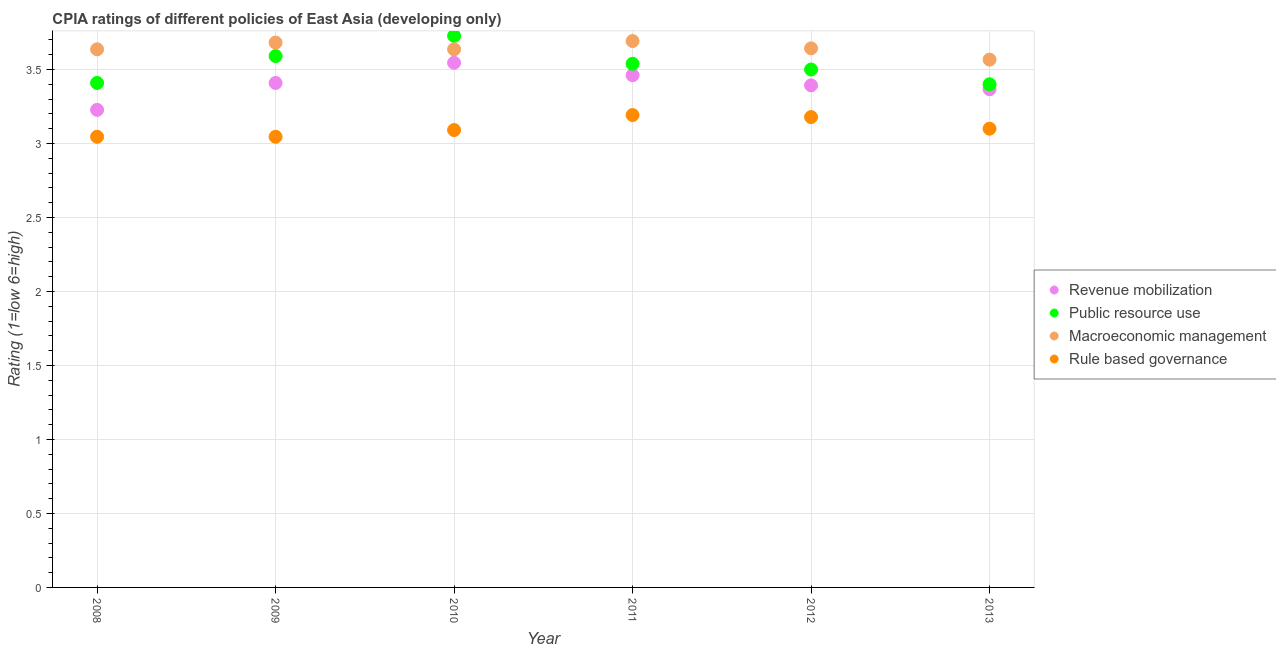 CPIA ratings of different policies of East Asia (developing only)
Rating (1=low 6=high)
3.5
3
2.5
2
1.5
1
0.5
0
2008
2009
2010
2011
2012
2013
Year
Revenue mobilization
Public resource use
Macroeconomic management
Rule based governance